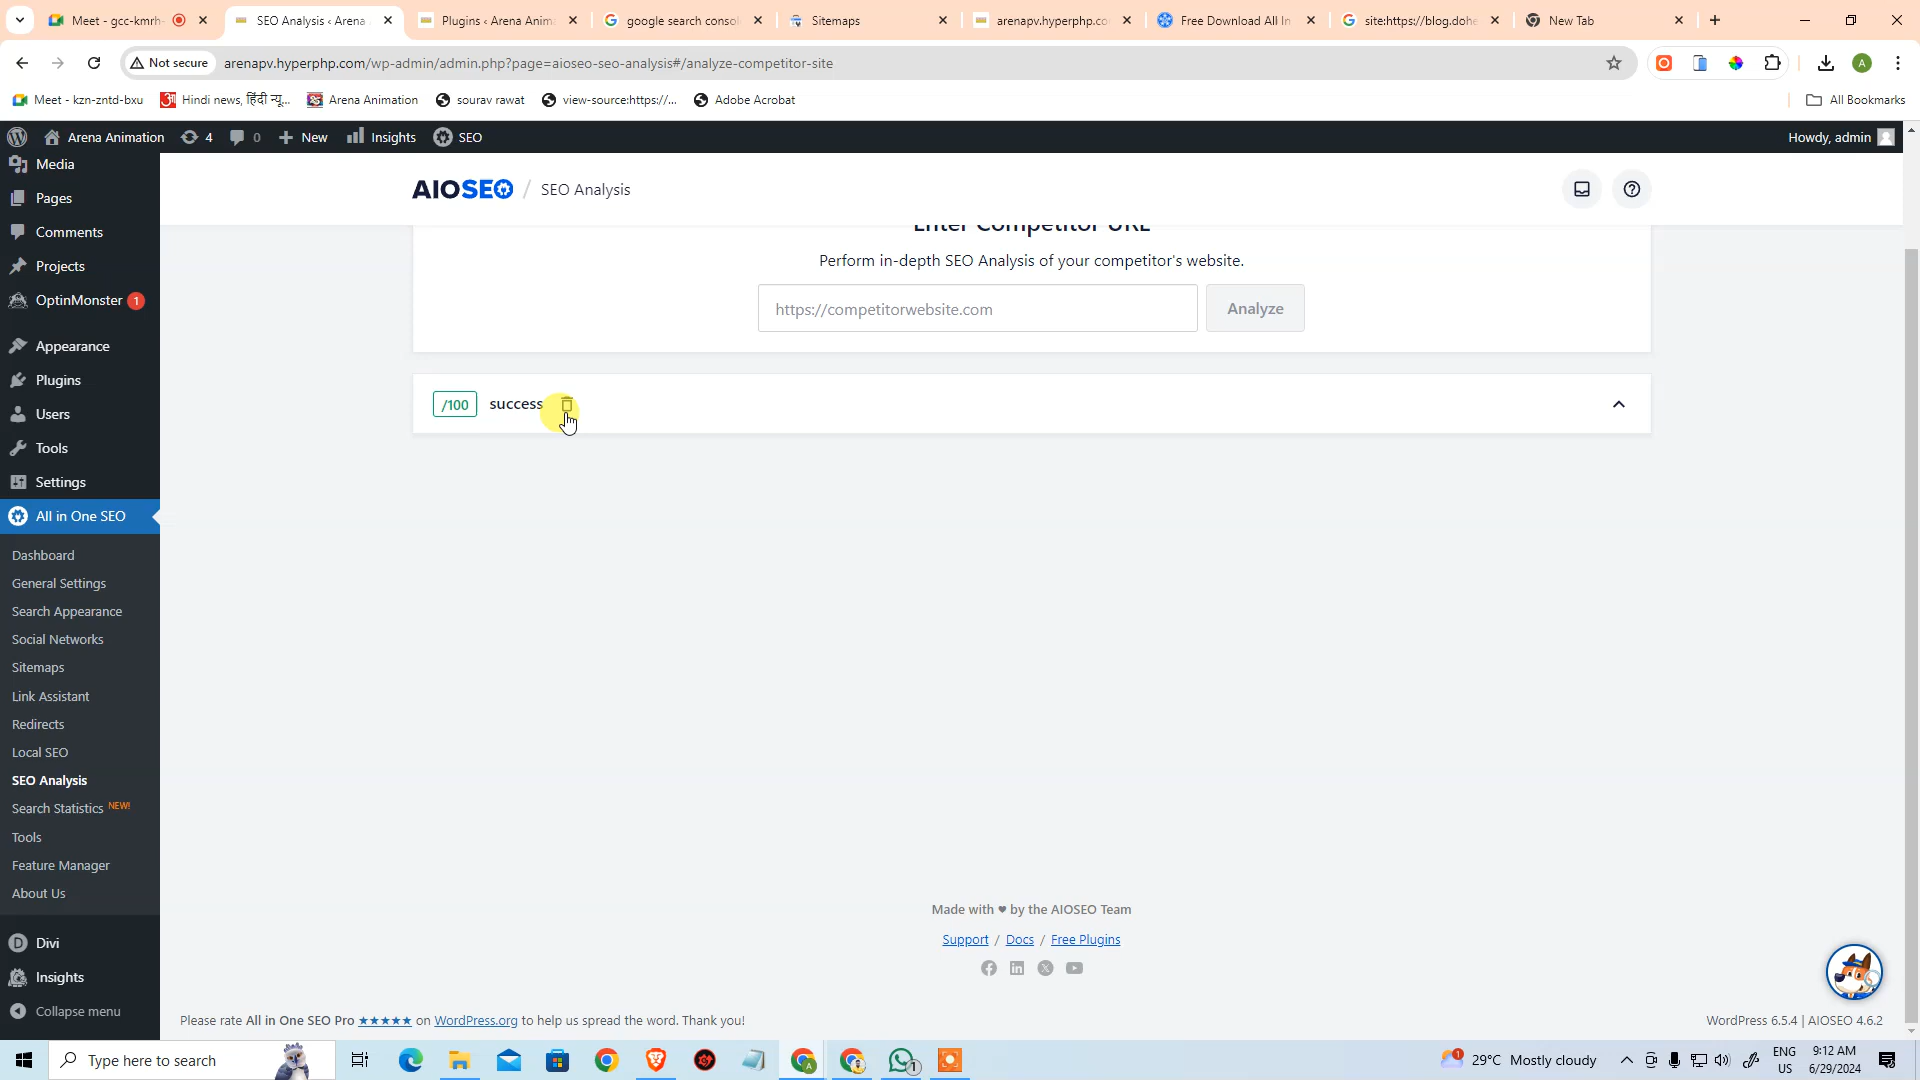 Meet - gcc-kmrh-
SEO Analysis ‹ Arena
Plugins ‹ Arena Anim
google search consol
Sitemaps
arenapv.hyperphp.co
Free Download All In
site:https://blog.dohe
New Tab
Not secure
arenapv.hyperphp.com/wp-admin/admin.php?page=aioseo-seo-analysis#/analyze-competitor-site
A
Meet - kzn-zntd-bxu
Hindi news, हिंदी न्यू...
Arena Animation
sourav rawat
view-source:https://...
Adobe Acrobat
All Bookmarks
Arena Animation
4
0
New
Insights
SEO
Howdy, admin
Media
Pages
Comments
Projects
OptinMonster 1
Appearance
Plugins
Users
Tools
Settings
All in One SEO
Dashboard
General Settings
Search Appearance
Social Networks
Sitemaps
Link Assistant
Redirects
Local SEO
SEO Analysis
Search Statistics NEW!
Tools
Feature Manager
About Us
Divi
Insights
Collapse menu
AIOSEO / SEO Analysis
Enter Competitor URL
Perform in-depth SEO Analysis of your competitor's website.
https://competitorwebsite.com
Analyze
/100 success
Made with ♥ by the AIOSEO Team
Support / Docs / Free Plugins
Please rate All in One SEO Pro ★★★★★ on WordPress.org to help us spread the word. Thank you!
WordPress 6.5.4 | AIOSEO 4.6.2
Type here to search
1
1
29°C Mostly cloudy
ENG
US
9:12 AM
6/29/2024